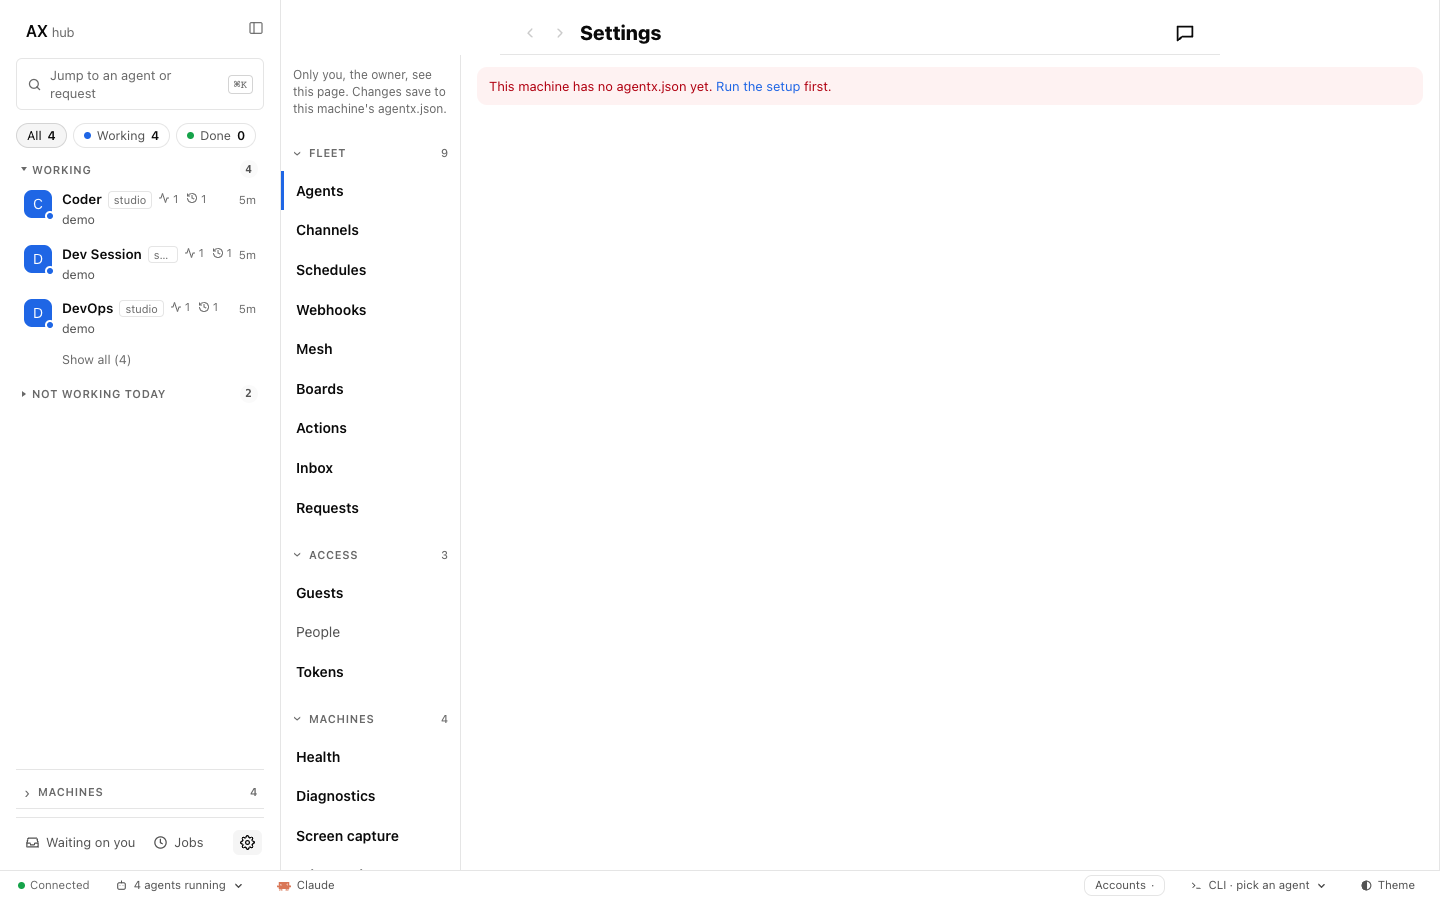 AX hub
Jump to an agent or
request
⌘K
All 4
Working 4
Done 0
WORKING 4
Coder studio 1 1 5m
demo
Dev Session s... 1 1 5m
demo
DevOps studio 1 1 5m
demo
Show all (4)
NOT WORKING TODAY 2
MACHINES 4
Waiting on you
Jobs
Settings
Only you, the owner, see
this page. Changes save to
this machine's agentx.json.
FLEET 9
Agents
Channels
Schedules
Webhooks
Mesh
Boards
Actions
Inbox
Requests
ACCESS 3
Guests
People
Tokens
MACHINES 4
Health
Diagnostics
Screen capture
This machine has no agentx.json yet. Run the setup first.
Connected
4 agents running
Claude
Accounts ·
CLI · pick an agent
Theme